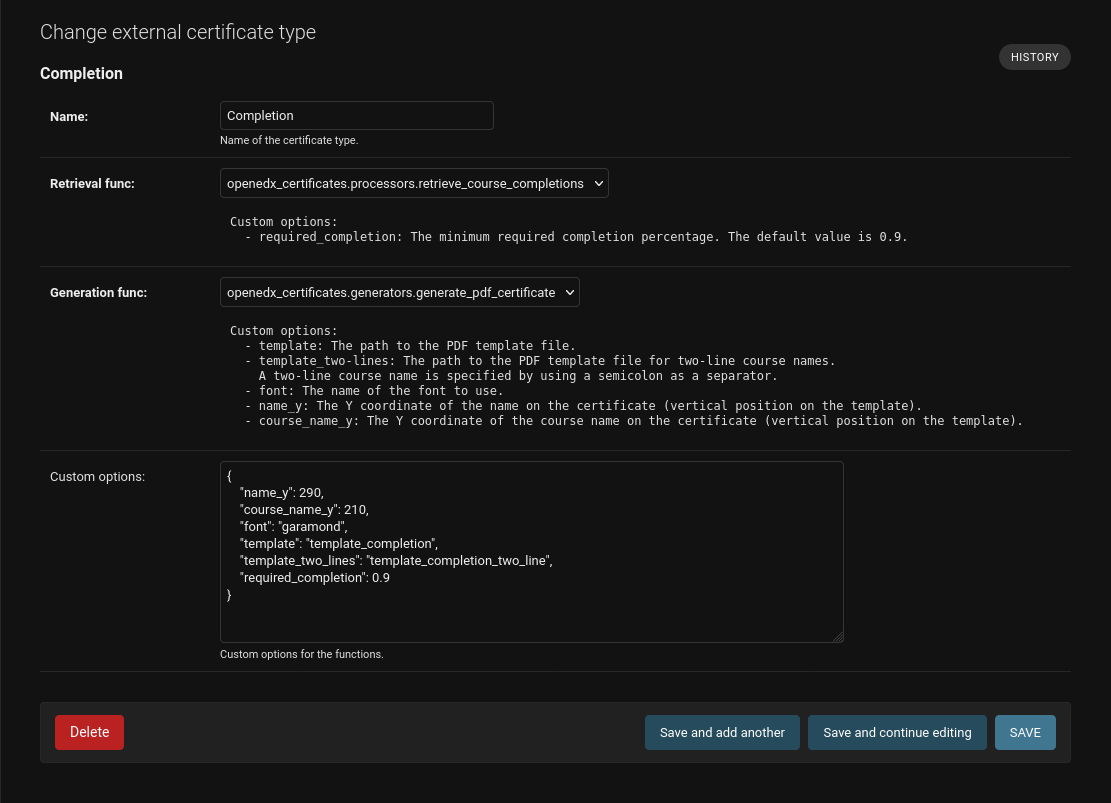 Change external certificate type
HISTORY
Completion
Name:
Completion
Name of the certificate type.
Retrieval func:
openedx_certificates.processors.retrieve_course_completions
Custom options:
- required_completion: The minimum required completion percentage. The default value is 0.9.
Generation func:
openedx_certificates.generators.generate_pdf_certificate
Custom options:
- template: The path to the PDF template file.
- template_two-lines: The path to the PDF template file for two-line course names.
A two-line course name is specified by using a semicolon as a separator.
- font: The name of the font to use.
- name_y: The Y coordinate of the name on the certificate (vertical position on the template).
- course_name_y: The Y coordinate of the course name on the certificate (vertical position on the template).
Custom options:
{
"name_y": 290,
"course_name_y": 210,
"font": "garamond",
"template": "template_completion",
"template_two_lines": "template_completion_two_line",
"required_completion": 0.9
}
Custom options for the functions.
Delete
Save and add another
Save and continue editing
SAVE